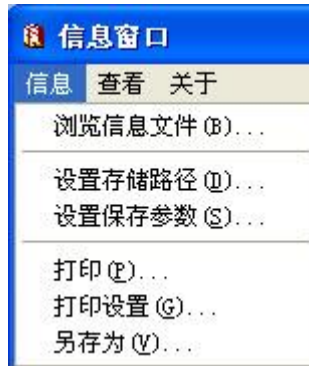 信息窗口
信息 查看 关于
浏览信息文件(B)...
设置存储路径(D)...
设置保存参数(S)...
打印(P)...
打印设置(G)...
另存为(V)...